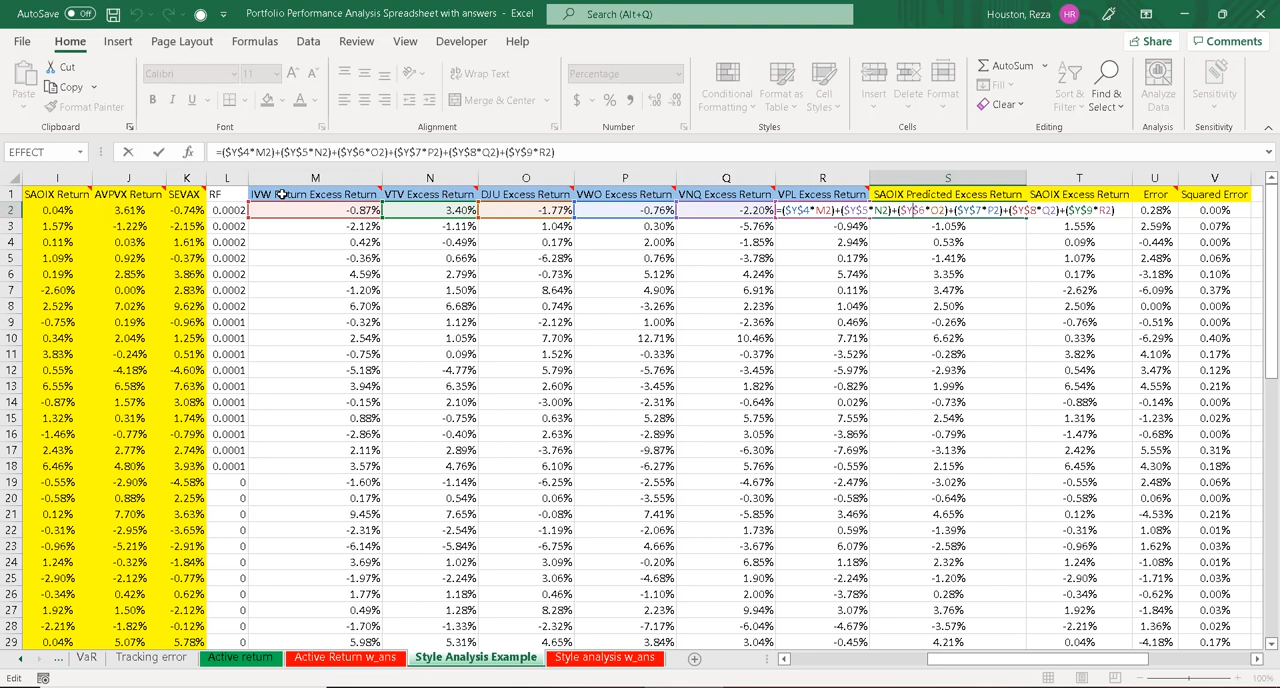 AutoSave Off Portfolio Performance Analysis Spreadsheet with answers - Excel Search (Alt+Q) Houston, Reza HR
File Home Insert Page Layout Formulas Data Review View Developer Help Share Comments
Paste Cut Copy Format Painter Clipboard
Calibri 11 B I U Font
Wrap Text Merge & Center Alignment
Percentage $ % Number
Conditional Formatting Format as Table Cell Styles Styles
Insert Delete Format Cells
AutoSum Fill Clear Sort & Filter Find & Select Editing
Analyze Data Analysis
Sensitivity Sensitivity
EFFECT fx =($Y$4*M2)+($Y$5*N2)+($Y$6*O2)+($Y$7*P2)+($Y$8*Q2)+($Y$9*R2)
I J K L M N O P Q R S T U V
1 SAOIX Return AVPVX Return SEVAX RF IVW Return Excess Return VTV Excess Return DJU Excess Return VWO Excess Return VNQ Excess Return VPL Excess Return SAOIX Predicted Excess Return SAOIX Excess Return Error Squared Error
2 0.04% 3.61% -0.74% 0.0002 -0.87% 3.40% -1.77% -0.76% -2.20% =($Y$4*M2)+($Y$5*N2)+($Y$6*O2)+($Y$7*P2)+($Y$8*Q2)+($Y$9*R2) 0.28% 0.00%
3 1.57% -1.22% -2.15% 0.0002 -2.12% -1.11% 1.04% 0.30% -5.76% -0.94% -1.05% 1.55% 2.59% 0.07%
4 0.11% 0.03% 1.61% 0.0002 0.42% -0.49% 0.17% 2.00% -1.85% 2.94% 0.53% 0.09% -0.44% 0.00%
5 1.09% 0.92% -0.37% 0.0002 -0.36% 0.66% -6.28% 0.76% -3.78% 0.17% -1.41% 1.07% 2.48% 0.06%
6 0.19% 2.85% 3.86% 0.0002 4.59% 2.79% -0.73% 5.12% 4.24% 5.74% 3.35% 0.17% -3.18% 0.10%
7 -2.60% 0.00% 2.83% 0.0002 -1.20% 1.50% 8.64% 4.90% 6.91% 0.11% 3.47% -2.62% -6.09% 0.37%
8 2.52% 7.02% 9.62% 0.0002 6.70% 6.68% 0.74% -3.26% 2.23% 1.04% 2.50% 2.50% 0.00% 0.00%
9 -0.75% 0.19% -0.96% 0.0001 -0.32% 1.12% -2.12% 1.00% -2.36% 0.46% -0.26% -0.76% -0.51% 0.00%
10 0.34% 2.04% 1.25% 0.0001 2.54% 1.05% 7.70% 12.71% 10.46% 7.71% 6.62% 0.33% -6.29% 0.40%
11 3.83% -0.24% 0.51% 0.0001 -0.75% 0.09% 1.52% -0.33% -0.37% -3.52% -0.28% 3.82% 4.10% 0.17%
12 0.55% -4.18% -4.60% 0.0001 -5.18% -4.77% 5.79% -5.76% -3.45% -5.97% -2.93% 0.54% 3.47% 0.12%
13 6.55% 6.58% 7.63% 0.0001 3.94% 6.35% 2.60% -3.45% 1.82% -0.82% 1.99% 6.54% 4.55% 0.21%
14 -0.87% 1.57% 3.08% 0.0001 -0.15% 2.10% -3.00% -2.31% -0.64% 0.02% -0.73% -0.88% -0.14% 0.00%
15 1.32% 0.31% 1.74% 0.0001 0.88% -0.75% 0.63% 5.28% 5.75% 7.55% 2.54% 1.31% -1.23% 0.02%
16 -1.46% -0.77% -0.79% 0.0001 -2.86% -0.40% 2.63% -2.89% 3.05% -3.86% -0.79% -1.47% -0.68% 0.00%
17 2.43% 2.77% 2.74% 0.0001 2.11% 2.89% -3.76% -9.87% -6.30% -7.69% -3.13% 2.42% 5.55% 0.31%
18 6.46% 4.80% 3.93% 0.0001 3.57% 4.76% 6.10% -6.27% 5.76% -0.55% 2.15% 6.45% 4.30% 0.18%
19 -0.55% -2.90% -4.58% 0 -1.60% -1.14% -6.25% -2.55% -4.67% -2.47% -3.02% -0.55% 2.48% 0.06%
20 -0.58% 0.88% 2.25% 0 0.17% 0.54% 0.06% -3.55% -0.30% -0.58% -0.64% -0.58% 0.06% 0.00%
21 0.12% 7.70% 3.63% 0 9.45% 7.65% -0.08% 7.41% -5.85% 3.46% 4.65% 0.12% -4.53% 0.21%
22 -0.31% -2.95% -3.65% 0 -2.31% -2.54% -1.19% -2.06% 1.73% 0.59% -1.39% -0.31% 1.08% 0.01%
23 -0.96% -5.21% -2.91% 0 -6.14% -5.84% -6.75% 4.66% -3.67% 6.07% -2.58% -0.96% 1.62% 0.03%
24 1.24% -0.32% -1.84% 0 3.69% 1.02% 3.09% -0.20% 6.85% 1.18% 2.32% 1.24% -1.08% 0.01%
25 -2.90% -2.12% -0.77% 0 -1.97% -2.24% 3.06% -4.68% 1.90% -2.24% -1.20% -2.90% -1.71% 0.03%
26 -0.34% 0.42% 0.62% 0 1.77% 1.18% 0.46% -1.10% 2.00% -3.78% 0.28% -0.34% -0.62% 0.00%
27 1.92% 1.50% -2.12% 0 0.49% 1.28% 8.28% 2.23% 9.94% 3.07% 3.76% 1.92% -1.84% 0.03%
28 -2.21% -1.82% -0.12% 0 -1.70% -1.33% -2.32% -7.17% -6.04% -4.67% -3.57% -2.21% 1.36% 0.02%
29 0.04% 5.07% 5.78% 0 5.98% 5.31% 4.65% 3.84% 3.04% -0.45% 4.21% 0.04% -4.18% 0.17%
... VaR Tracking error Active return Active Return w_ans Style Analysis Example Style analysis w_ans
Edit 100%